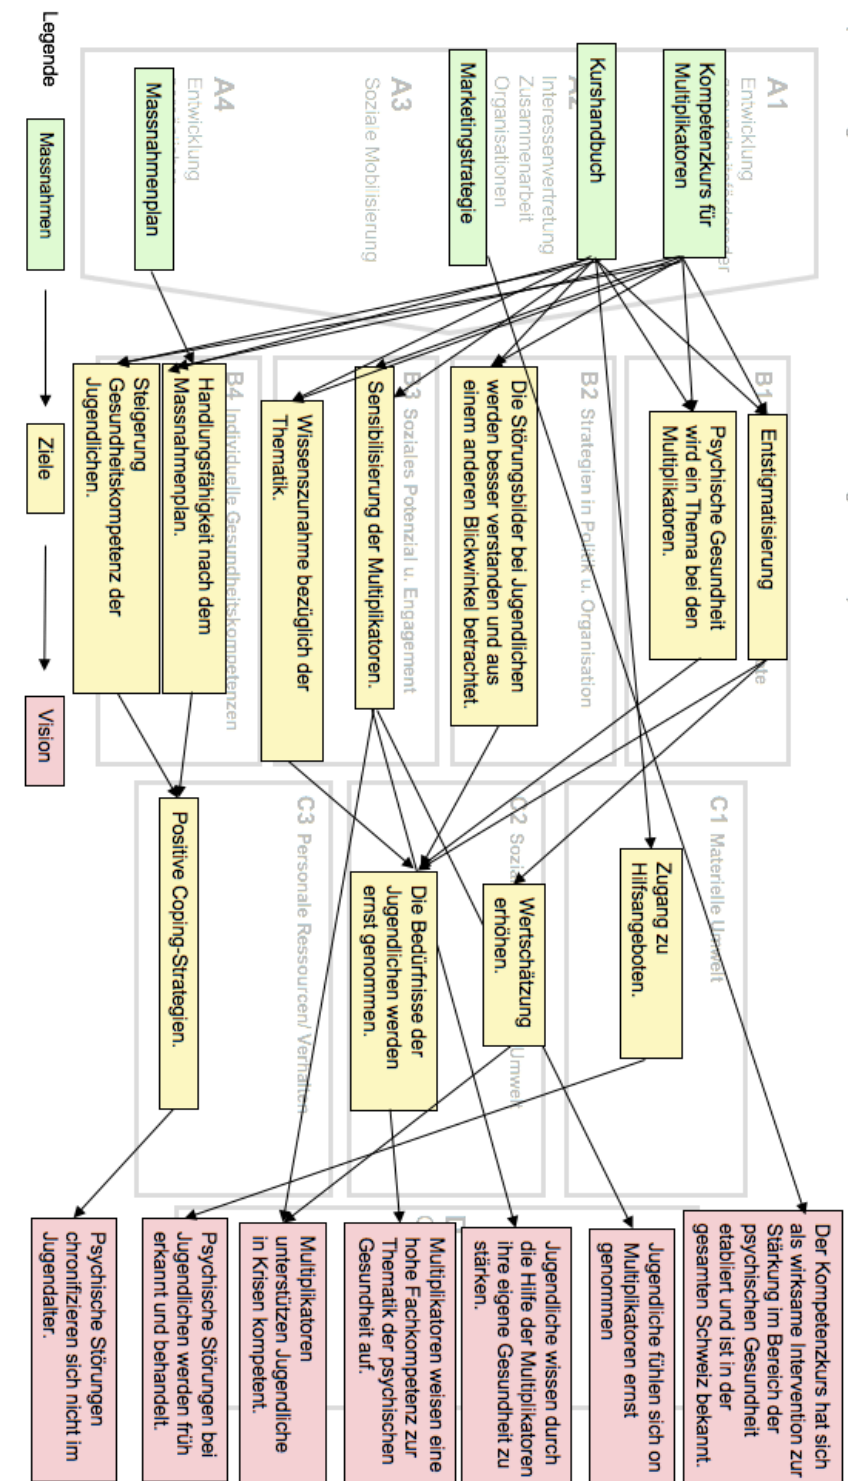 A1
Entwicklung
Kompetenzkurs für
Multiplikatoren
Kurshandbuch
Interessenvertretung
Zusammenarbeit
Organisationen
Marketingstrategie
A3
Soziale Mobilisierung
A4
Entwicklung
Massnahmenplan
B1
Entstigmatisierung
Psychische Gesundheit
wird ein Thema bei den
Multiplikatoren.
B2 Strategien in Politik u. Organisation
Die Störungsbilder bei Jugendlichen
werden besser verstanden und aus
einem anderen Blickwinkel betrachtet.
B3 Soziales Potenzial u. Engagement
Sensibilisierung der Multiplikatoren.
Wissenszunahme bezüglich der
Thematik.
B4 Individuelle Gesundheitskompetenzen
Handlungsfähigkeit nach dem
Massnahmenplan.
Steigerung
Gesundheitskompetenz der
Jugendlichen.
C1 Materielle Umwelt
Zugang zu
Hilfsangeboten.
C2
Umwelt
Wertschätzung
erhöhen.
Die Bedürfnisse der
Jugendlichen werden
ernst genommen.
C3 Personale Ressourcen/ Verhalten
Positive Coping-Strategien.
Der Kompetenzkurs hat sich
als wirksame Intervention zur
Stärkung im Bereich der
psychischen Gesundheit
etabliert und ist in der
gesamten Schweiz bekannt.
Jugendliche fühlen sich on
Multiplikatoren ernst
genommen
Jugendliche wissen durch
die Hilfe der Multiplikatoren
ihre eigene Gesundheit zu
stärken.
Multiplikatoren weisen eine
hohe Fachkompetenz zur
Thematik der psychischen
Gesundheit auf.
Multiplikatoren
unterstützen Jugendliche
in Krisen kompetent.
Psychische Störungen bei
Jugendlichen werden früh
erkannt und behandelt.
Psychische Störungen
chronifizieren sich nicht im
Jugendalter.
Legende
Massnahmen
Ziele
Vision